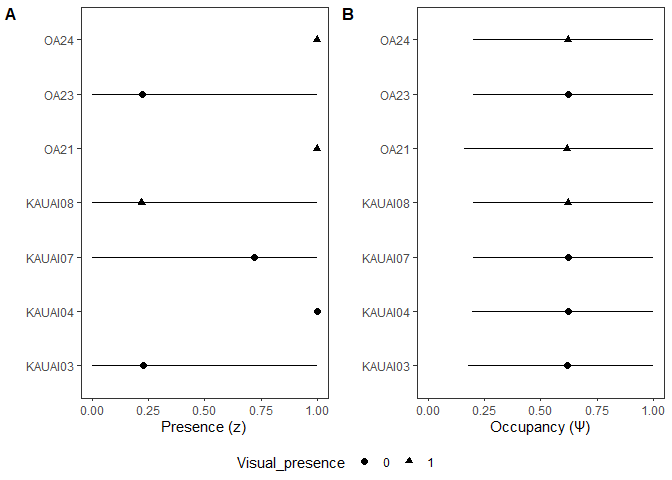 A
OA24
OA23
OA21
KAUAI08
KAUAI07
KAUAI04
KAUAI03
0.00 0.25 0.50 0.75 1.00
Presence (z)
B
OA24
OA23
OA21
KAUAI08
KAUAI07
KAUAI04
KAUAI03
0.00 0.25 0.50 0.75 1.00
Occupancy (Ψ)
Visual_presence 0 1